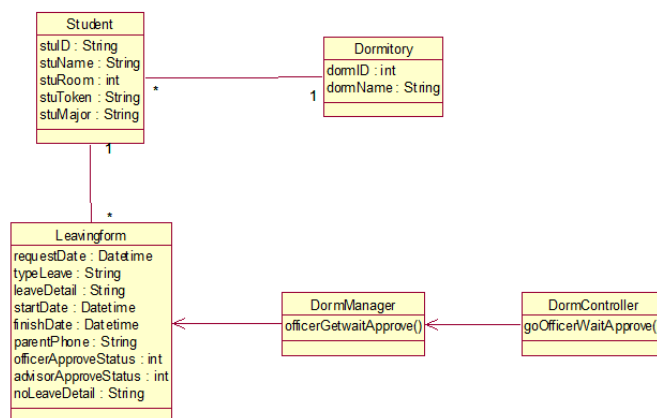 Student
stuID : String
stuName : String
stuRoom : int
stuToken : String
stuMajor : String
Dormitory
dormID : int
dormName : String
*
1
1
*
Leavingform
requestDate : Datetime
typeLeave : String
leaveDetail : String
startDate : Datetime
finishDate : Datetime
parentPhone : String
officerApproveStatus : int
advisorApproveStatus : int
noLeaveDetail : String
DormManager
officerGetwaitApprove()
DormController
goOfficerWaitApprove()